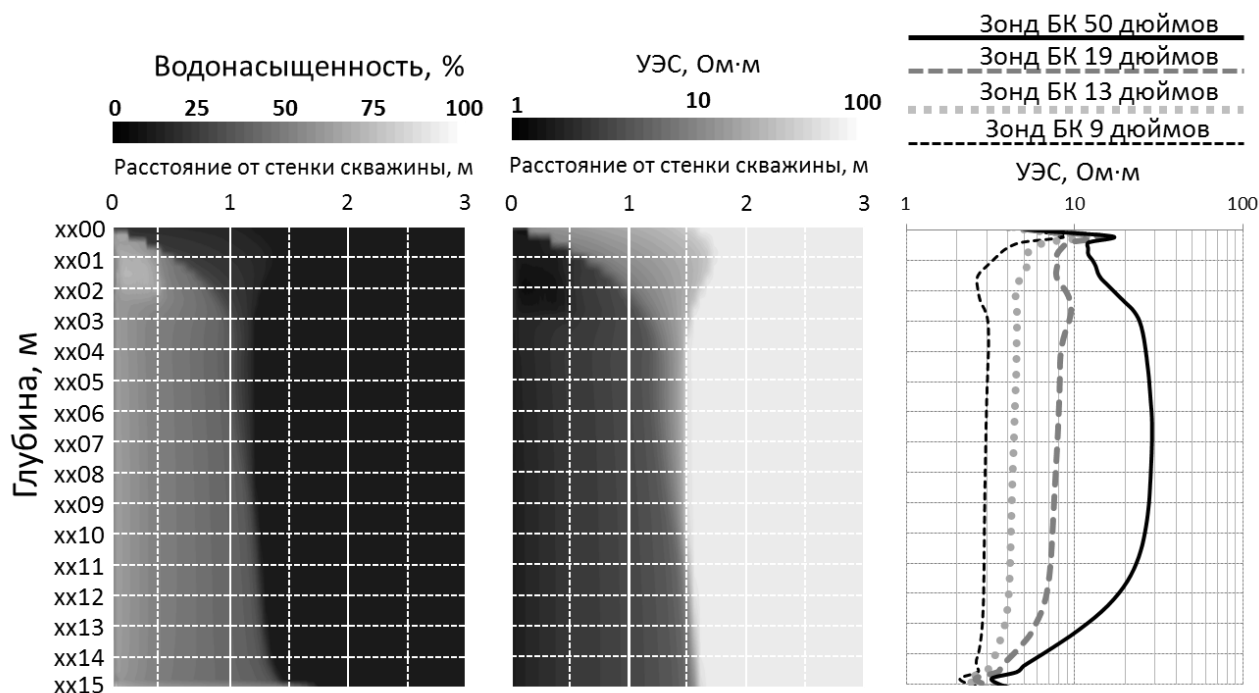 Зонд БК 50 дюймов
Зонд БК 19 дюймов
Зонд БК 13 дюймов
Зонд БК 9 дюймов
Водонасыщенность, %
0 25 50 75 100
УЭС, Ом·м
1 10 100
Расстояние от стенки скважины, м
0 1 2 3
Расстояние от стенки скважины, м
0 1 2 3
УЭС, Ом·м
1 10 100
Глубина, м
xx00
xx01
xx02
xx03
xx04
xx05
xx06
xx07
xx08
xx09
xx10
xx11
xx12
xx13
xx14
xx15